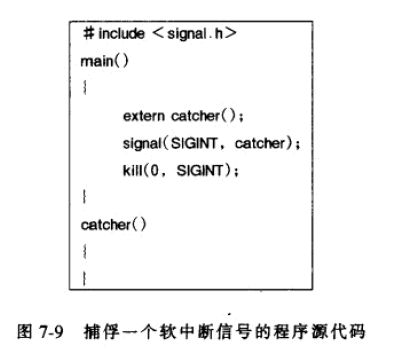 # include <signal.h>
main()
{
extern catcher();
signal(SIGINT, catcher);
kill(0, SIGINT);
}
catcher()
{
}
图 7-9 捕俘一个软中断信号的程序源代码